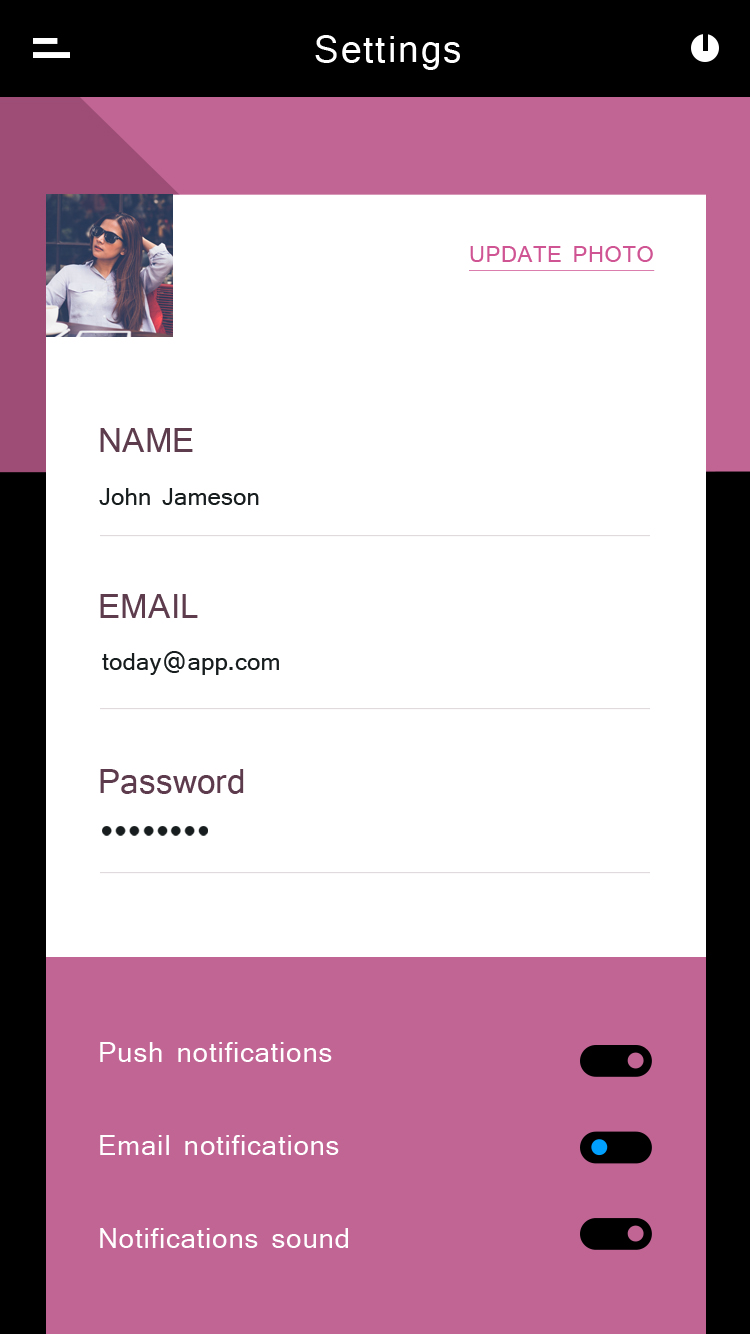 Settings
UPDATE PHOTO
NAME
John Jameson
EMAIL
today@app.com
Password
••••••••
Push notifications
Email notifications
Notifications sound